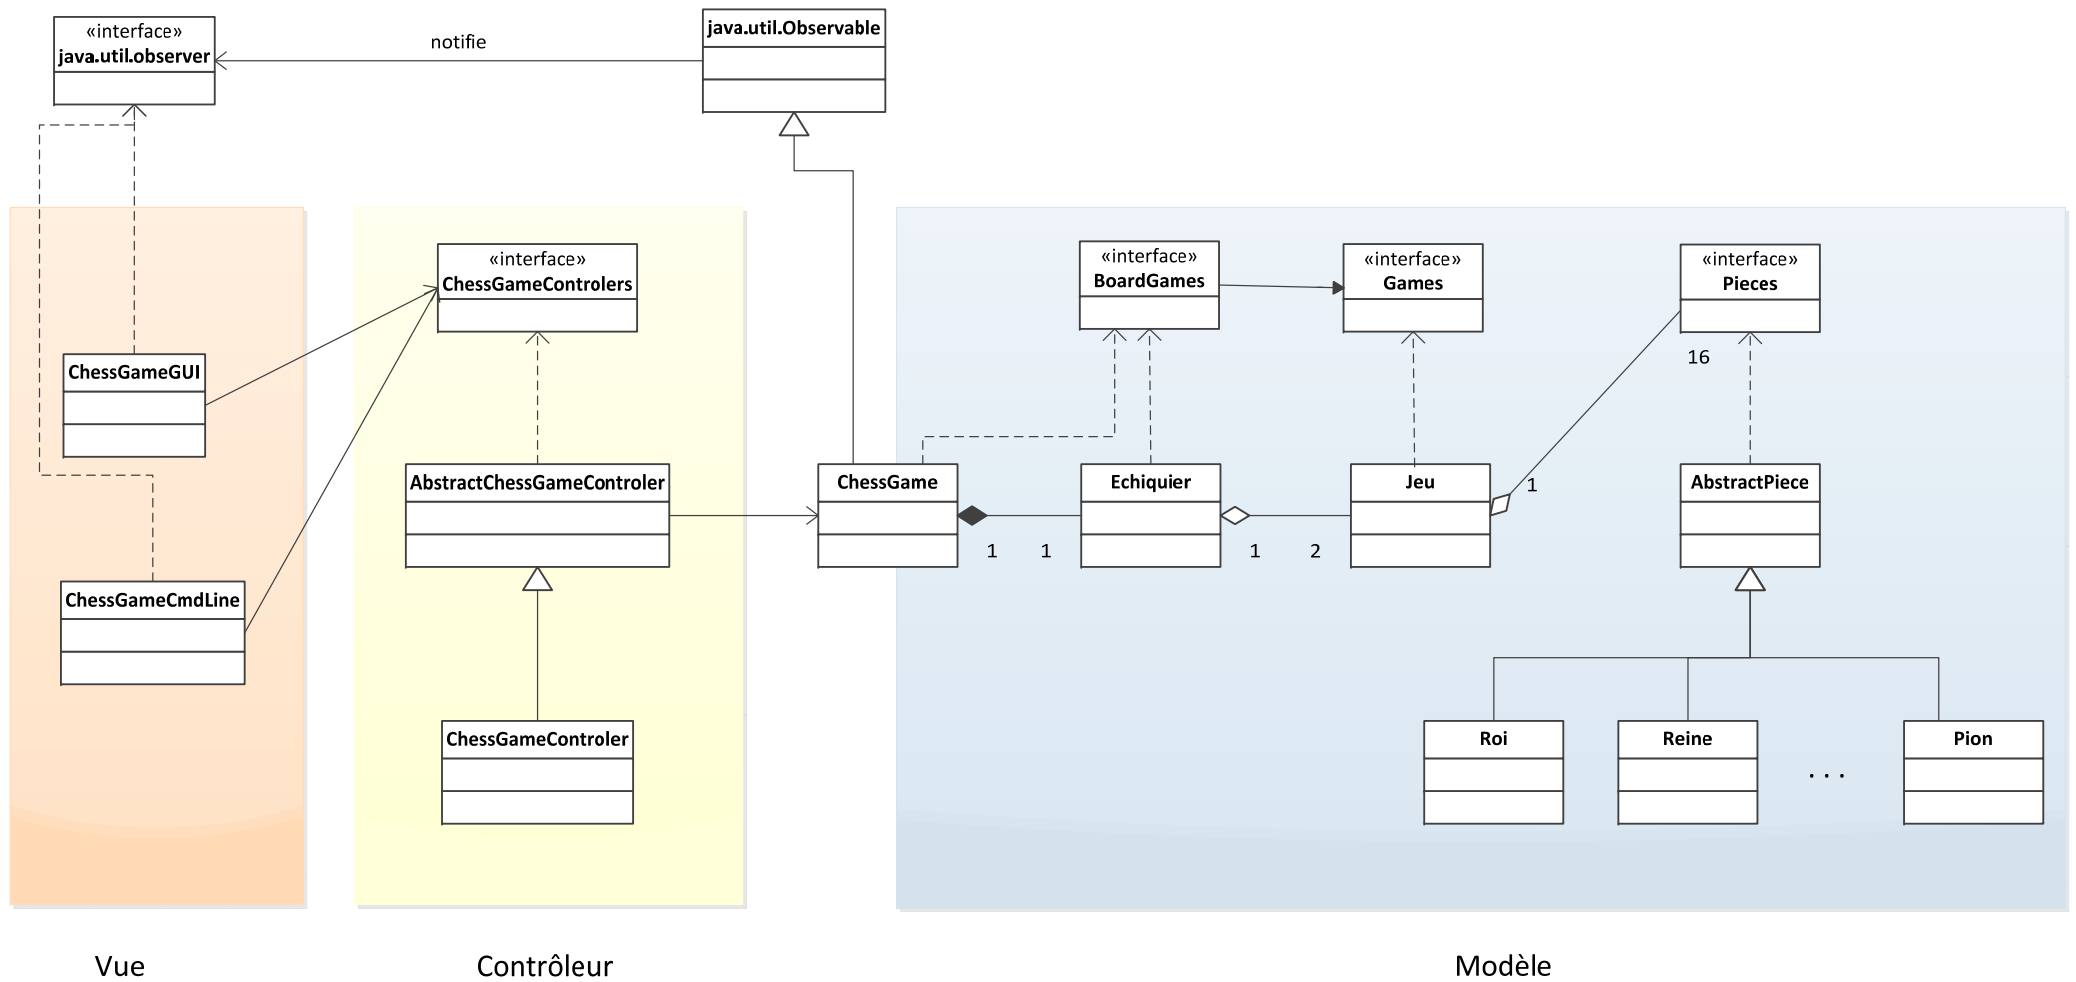 «interface»
java.util.observer
notifie
java.util.Observable
«interface»
ChessGameControlers
«interface»
BoardGames
«interface»
Games
«interface»
Pieces
16
ChessGameGUI
AbstractChessGameControler
ChessGame
Echiquier
Jeu
1
AbstractPiece
1
1
1
2
ChessGameCmdLine
ChessGameControler
Roi
Reine
. . .
Pion
Vue
Contrôleur
Modèle